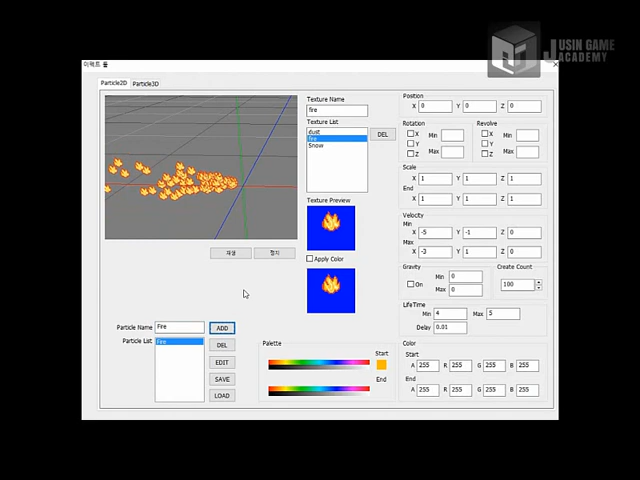 JUSIN GAME
ACADEMY
이펙트 툴
Particle2D
Particle3D
Texture Name
fire
Texture List
dust
fire
Snow
DEL
Texture Preview
Apply Color
재생
정지
Particle Name
Fire
ADD
Particle List
Fire
DEL
EDIT
SAVE
LOAD
Palette
Start
End
Position
X 0 Y 0 Z 0
Rotation
X Min
Y
Z Max
Revolve
X Min
Y
Z Max
Scale
X 1 Y 1 Z 1
End
X 1 Y 1 Z 1
Velocity
Min
X -5 Y -1 Z 0
Max
X -3 Y 1 Z 0
Gravity
On
Min 0
Max 0
Create Count
100
LifeTime
Min 4 Max 5
Delay 0.01
Color
Start
A 255 R 255 G 255 B 255
End
A 255 R 255 G 255 B 255